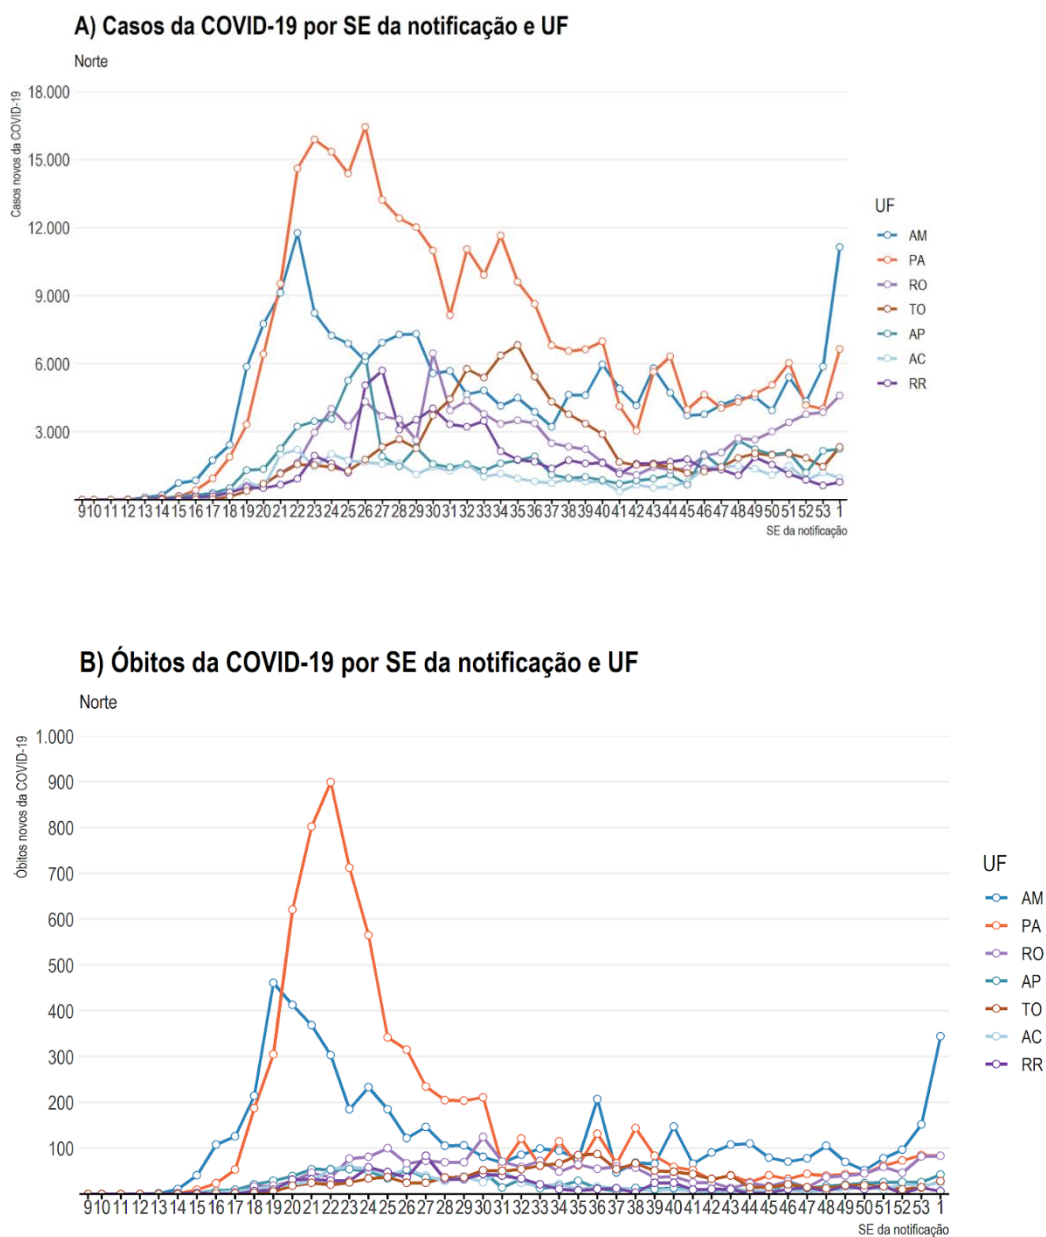 A) Casos da COVID-19 por SE da notificação e UF
Norte
Casos novos da COVID-19
18.000
15.000
12.000
9.000
6.000
3.000
9 10 11 12 13 14 15 16 17 18 19 20 21 22 23 24 25 26 27 28 29 30 31 32 33 34 35 36 37 38 39 40 41 42 43 44 45 46 47 48 49 50 51 52 53 1
SE da notificação
UF
AM
PA
RO
TO
AP
AC
RR
B) Óbitos da COVID-19 por SE da notificação e UF
Norte
Óbitos novos da COVID-19
1.000
900
800
700
600
500
400
300
200
100
9 10 11 12 13 14 15 16 17 18 19 20 21 22 23 24 25 26 27 28 29 30 31 32 33 34 35 36 37 38 39 40 41 42 43 44 45 46 47 48 49 50 51 52 53 1
SE da notificação
UF
AM
PA
RO
AP
TO
AC
RR